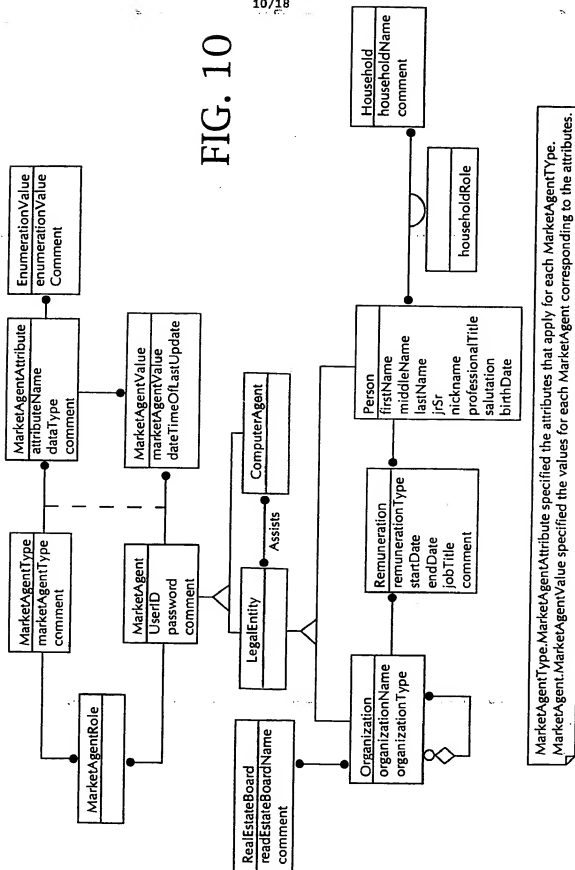 10/18
FIG. 10
EnumerationValue
enumerationValue
Comment
MarketAgentAttribute
attributeName
dataType
comment
MarketAgentValue
marketAgentValue
dateTimeOfLastUpdate
MarketAgentType
marketAgentType
comment
MarketAgent
UserID
password
comment
MarketAgentRole
ComputerAgent
Assists
LegalEntity
Household
householdName
comment
householdRole
Person
firstName
middleName
lastName
jrSr
nickname
professionalTitle
salutation
birthDate
Remuneration
remunerationType
startDate
endDate
jobTitle
comment
Organization
organizationName
organizationType
RealEstateBoard
readEstateBoardName
comment
MarketAgentType.MarketAgentAttribute specified the attributes that apply for each MarketAgentTYpe.
MarketAgent.MarketAgentValue specified the values for each MarketAgent corresponding to the attributes.